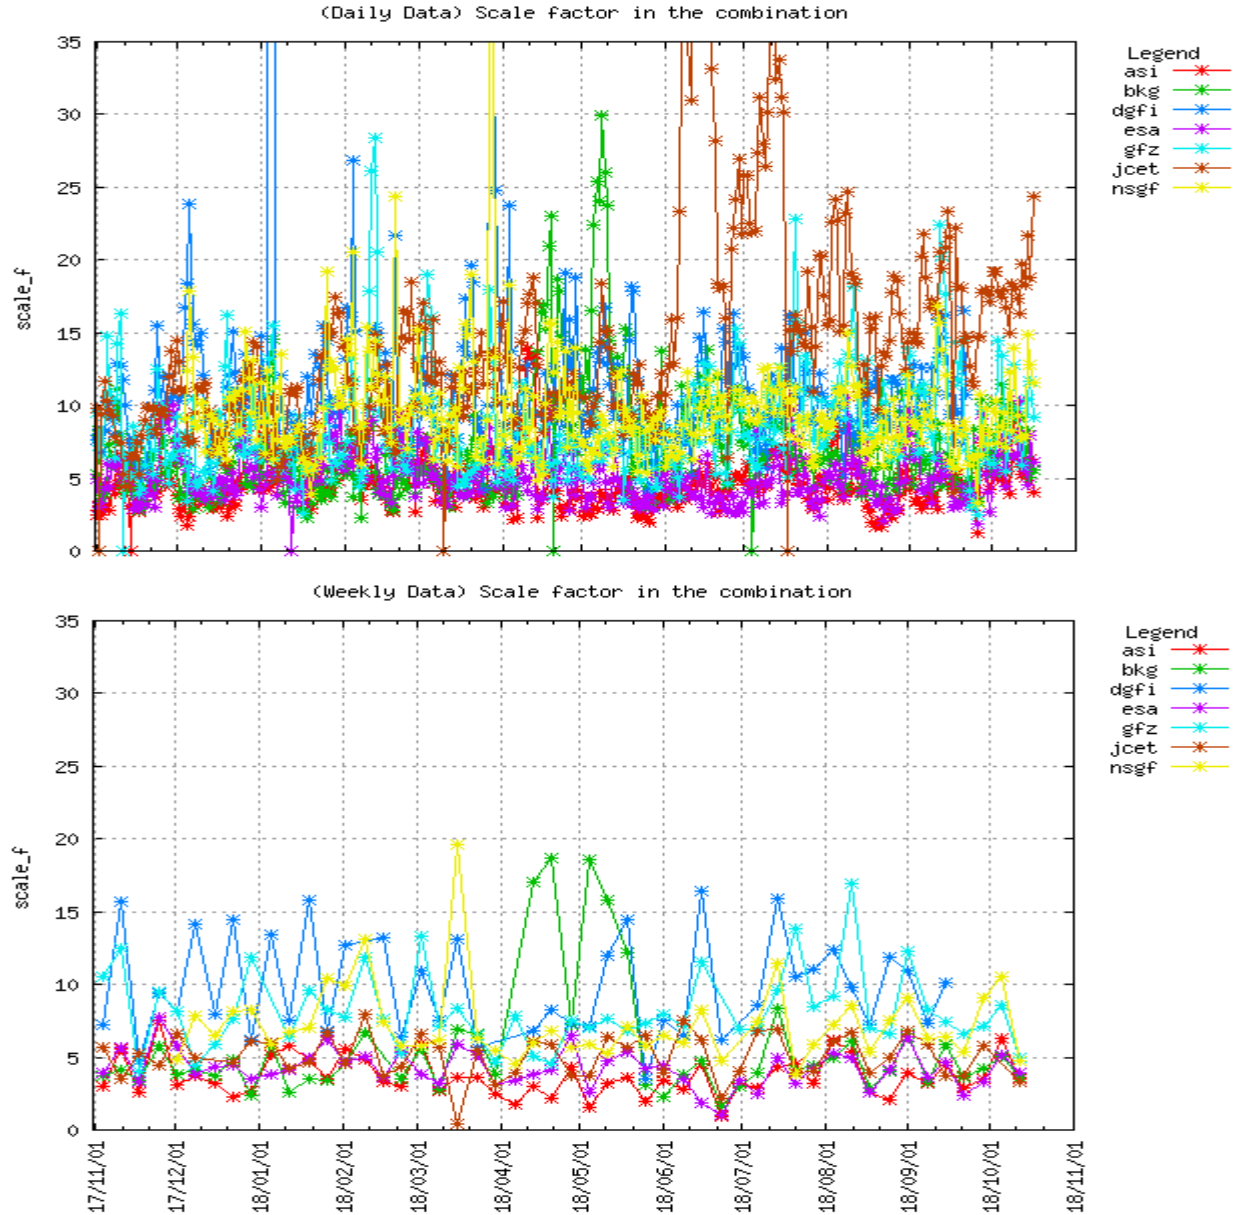 (Daily Data) Scale factor in the combination
35
30
25
20
15
10
5
0
scale_f
Legend
asi
bkg
dgfi
esa
gfz
jcet
nsgf
(Weekly Data) Scale factor in the combination
35
30
25
20
15
10
5
0
scale_f
Legend
asi
bkg
dgfi
esa
gfz
jcet
nsgf
17/11/01
17/12/01
18/01/01
18/02/01
18/03/01
18/04/01
18/05/01
18/06/01
18/07/01
18/08/01
18/09/01
18/10/01
18/11/01